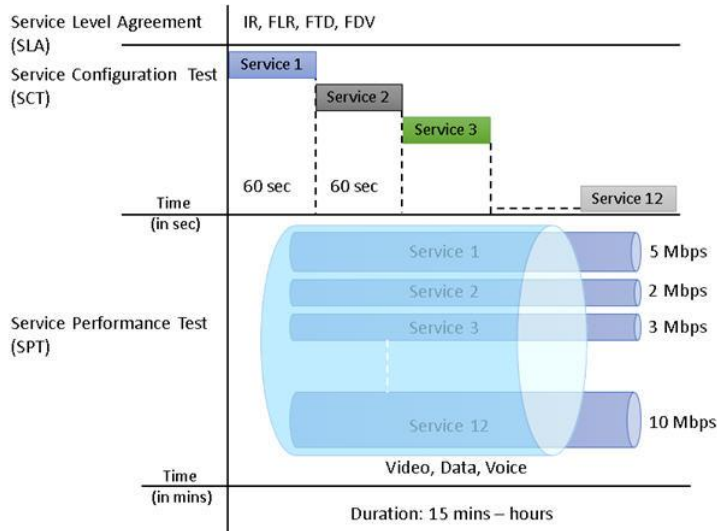 Service Level Agreement
(SLA)
IR, FLR, FTD, FDV
Service Configuration Test
(SCT)
Service 1
Service 2
Service 3
60 sec
60 sec
Service 12
Time
(in sec)
Service 1
5 Mbps
Service 2
2 Mbps
Service 3
3 Mbps
Service Performance Test
(SPT)
Service 12
10 Mbps
Video, Data, Voice
Time
(in mins)
Duration: 15 mins – hours